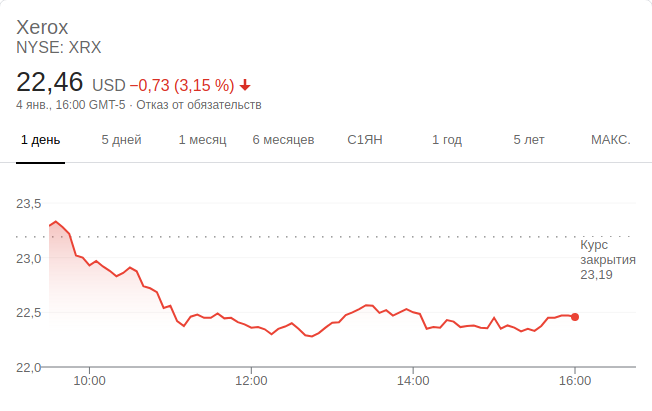 Xerox
NYSE: XRX
22,46 USD −0,73 (3,15 %)
4 янв., 16:00 GMT-5 · Отказ от обязательств
1 день 5 дней 1 месяц 6 месяцев С1ЯН 1 год 5 лет МАКС.
23,5
Курс
закрытия
23,19
23,0
22,5
22,0
10:00 12:00 14:00 16:00